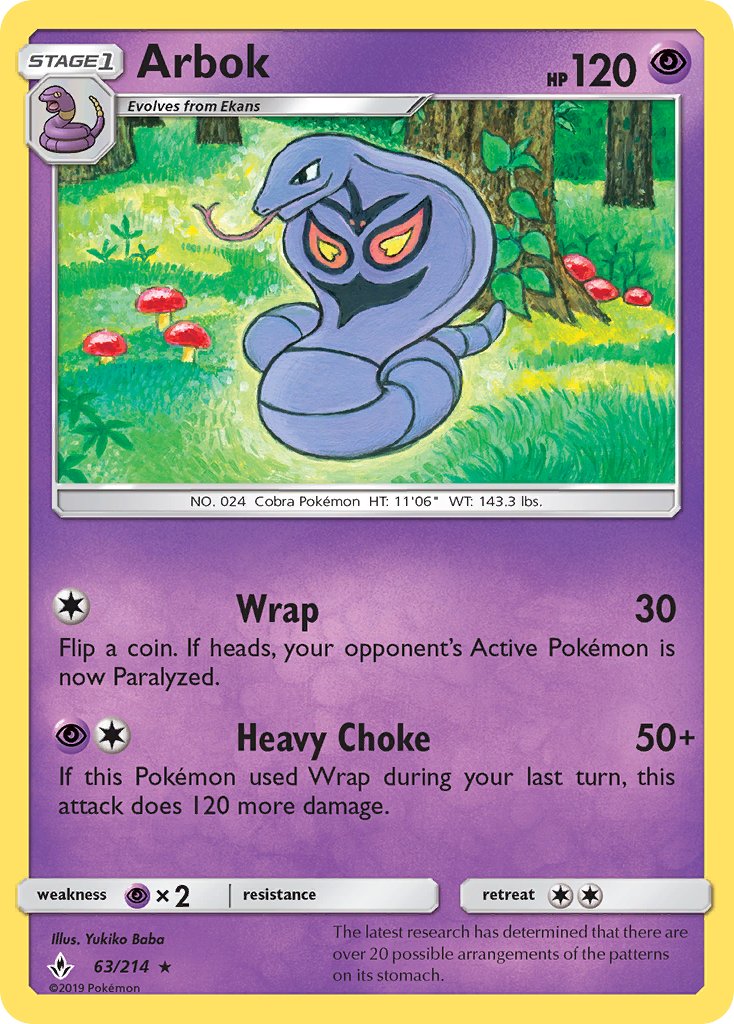 STAGE1
Arbok
HP 120
Evolves from Ekans
NO. 024 Cobra Pokémon HT: 11'06" WT: 143.3 lbs.
Wrap 30
Flip a coin. If heads, your opponent's Active Pokémon is
now Paralyzed.
Heavy Choke 50+
If this Pokémon used Wrap during your last turn, this
attack does 120 more damage.
weakness ×2 resistance retreat
Illus. Yukiko Baba
63/214 ★
©2019 Pokémon
The latest research has determined that there are
over 20 possible arrangements of the patterns
on its stomach.